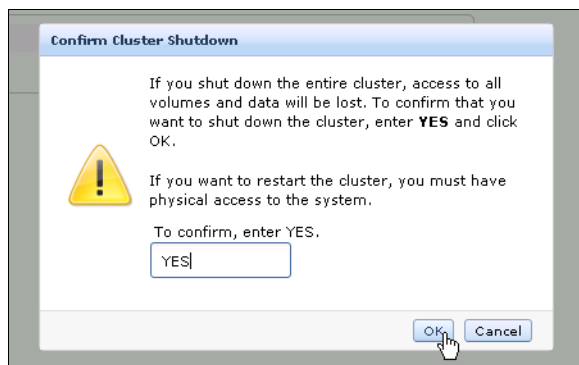 Confirm Cluster Shutdown
If you shut down the entire cluster, access to all
volumes and data will be lost. To confirm that you
want to shut down the cluster, enter YES and click
OK.
If you want to restart the cluster, you must have
physical access to the system.
To confirm, enter YES.
YES
OK Cancel